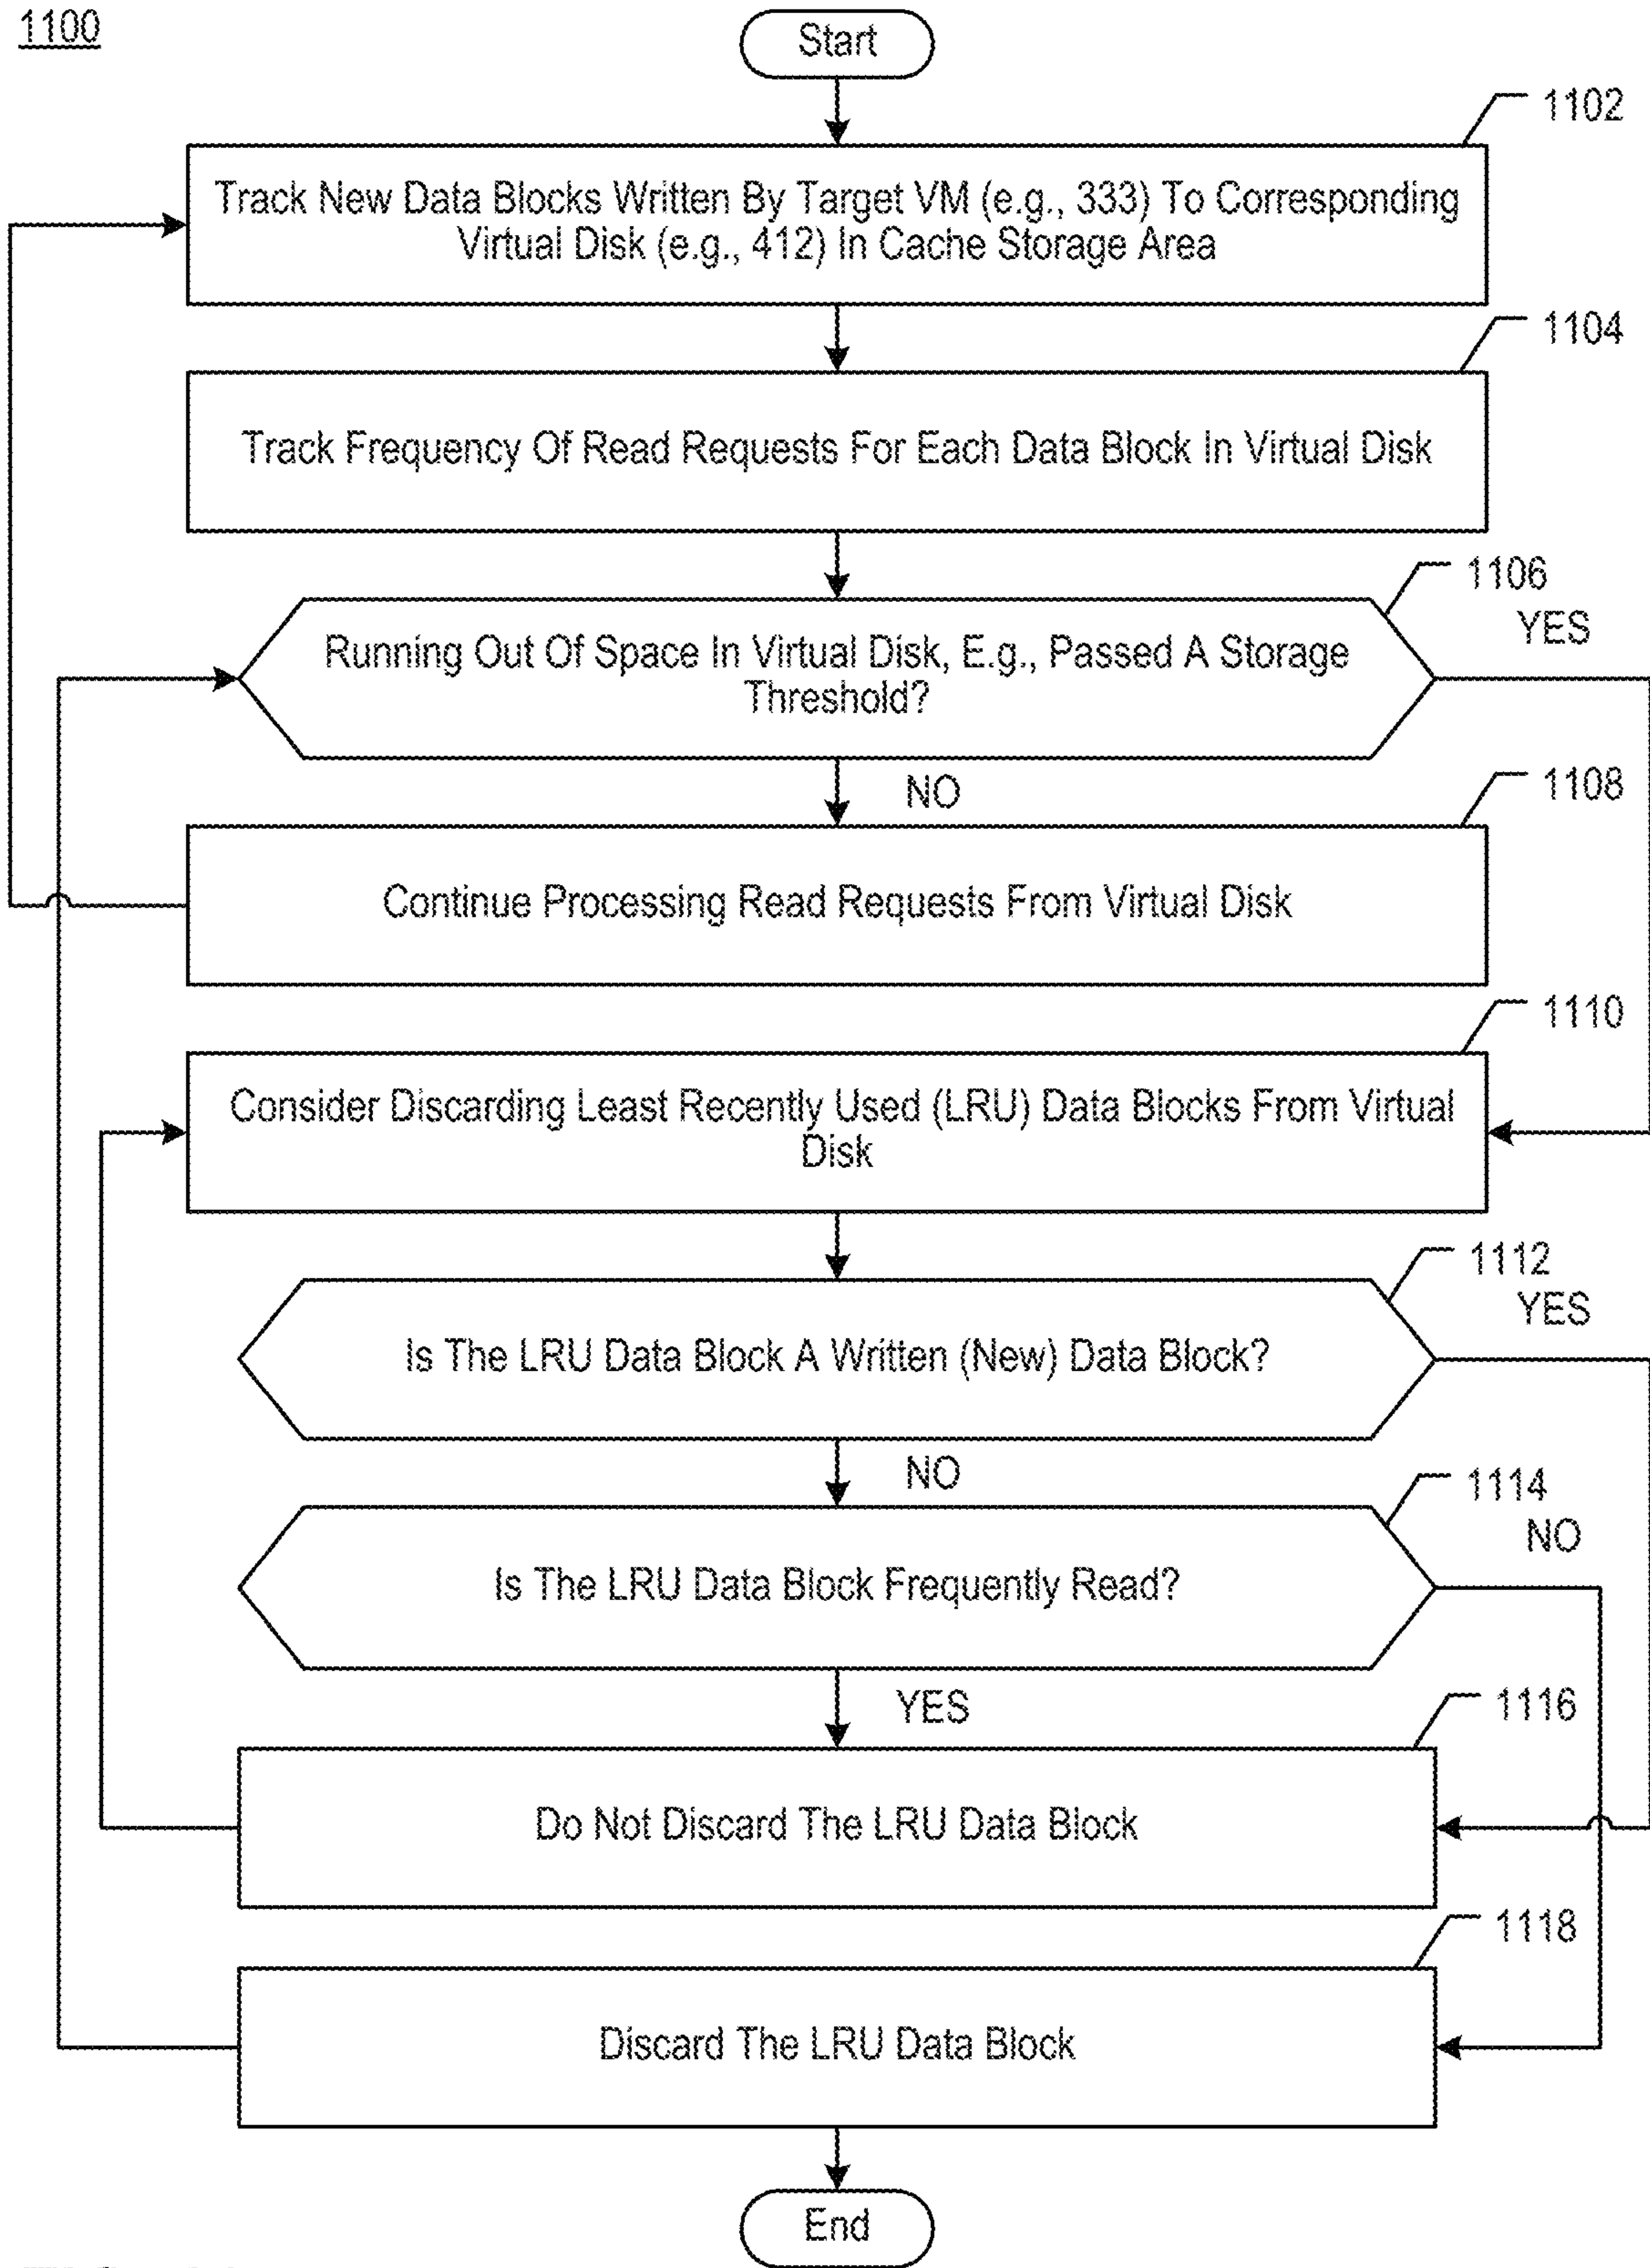 1100
Start
1102
Track New Data Blocks Written By Target VM (e.g., 333) To Corresponding
Virtual Disk (e.g., 412) In Cache Storage Area
1104
Track Frequency Of Read Requests For Each Data Block In Virtual Disk
1106
YES
Running Out Of Space In Virtual Disk, E.g., Passed A Storage
Threshold?
NO
1108
Continue Processing Read Requests From Virtual Disk
1110
Consider Discarding Least Recently Used (LRU) Data Blocks From Virtual
Disk
1112
YES
Is The LRU Data Block A Written (New) Data Block?
NO
1114
NO
Is The LRU Data Block Frequently Read?
YES
1116
Do Not Discard The LRU Data Block
1118
Discard The LRU Data Block
End